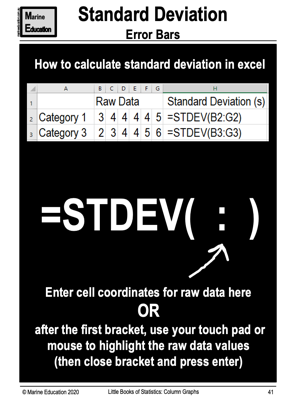 Marine
Education
Standard Deviation
Error Bars
How to calculate standard deviation in excel
A B C D E F G H
1 Raw Data Standard Deviation (s)
2 Category 1 3 4 4 4 4 5 =STDEV(B2:G2)
3 Category 3 2 3 4 4 5 6 =STDEV(B3:G3)
=STDEV( : )
Enter cell coordinates for raw data here
OR
after the first bracket, use your touch pad or
mouse to highlight the raw data values
(then close bracket and press enter)
© Marine Education 2020 Little Books of Statistics: Column Graphs 41